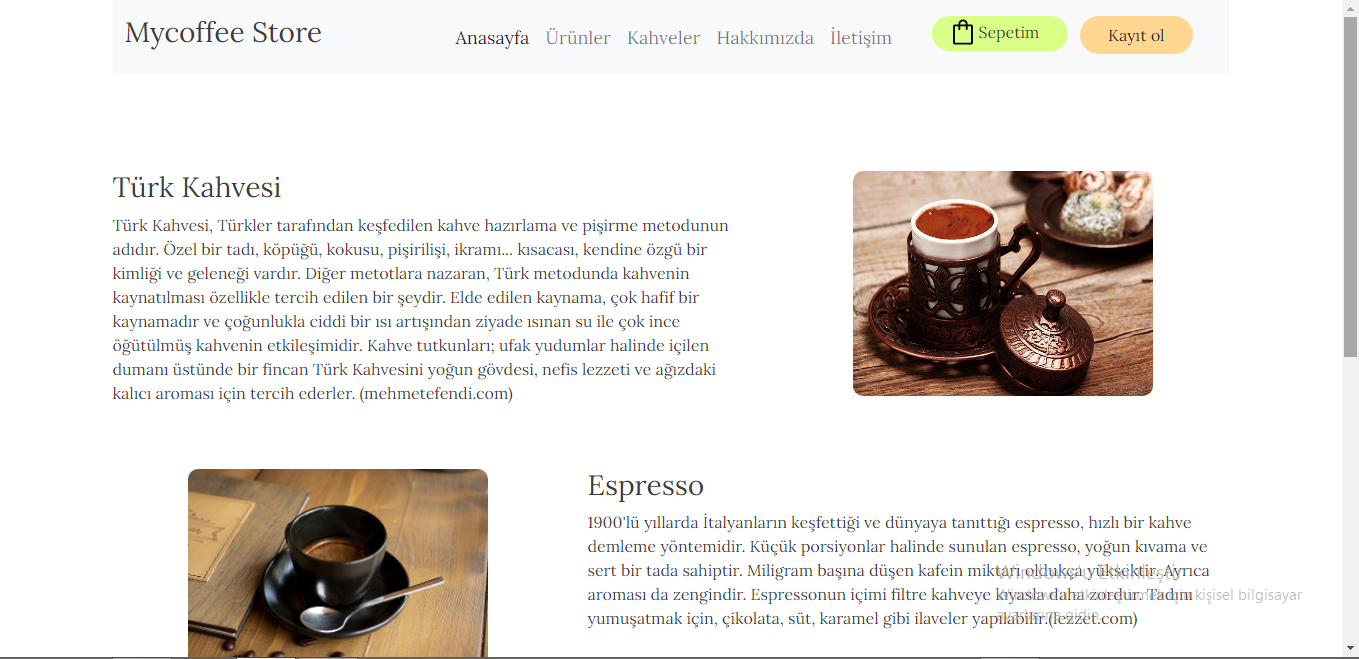 Mycoffee Store
Anasayfa Ürünler Kahveler Hakkımızda İletişim
Sepetim
Kayıt ol
Türk Kahvesi
Türk Kahvesi, Türkler tarafından keşfedilen kahve hazırlama ve pişirme metodunun
adıdır. Özel bir tadı, köpüğü, kokusu, pişirilişi, ikramı... kısacası, kendine özgü bir
kimliği ve geleneği vardır. Diğer metotlara nazaran, Türk metodunda kahvenin
kaynatılması özellikle tercih edilen bir şeydir. Elde edilen kaynama, çok hafif bir
kaynamadır ve çoğunlukla ciddi bir ısı artışından ziyade ısınan su ile çok ince
öğütülmüş kahvenin etkileşimidir. Kahve tutkunları; ufak yudumlar halinde içilen
dumanı üstünde bir fincan Türk Kahvesini yoğun gövdesi, nefis lezzeti ve ağızdaki
kalıcı aroması için tercih ederler. (mehmetefendi.com)
Espresso
1900'lü yıllarda İtalyanların keşfettiği ve dünyaya tanıttığı espresso, hızlı bir kahve
demleme yöntemidir. Küçük porsiyonlar halinde sunulan espresso, yoğun kıvama ve
sert bir tada sahiptir. Miligram başına düşen kafein miktarı oldukça yüksektir. Ayrıca
aroması da zengindir. Espressonun içimi filtre kahveye kıyasla daha zordur. Tadını
yumuşatmak için, çikolata, süt, karamel gibi ilaveler yapılabilir.(lezzet.com)
Windows'u Etkinleştir
kişisel bilgisayar
ayarlarına gidin.